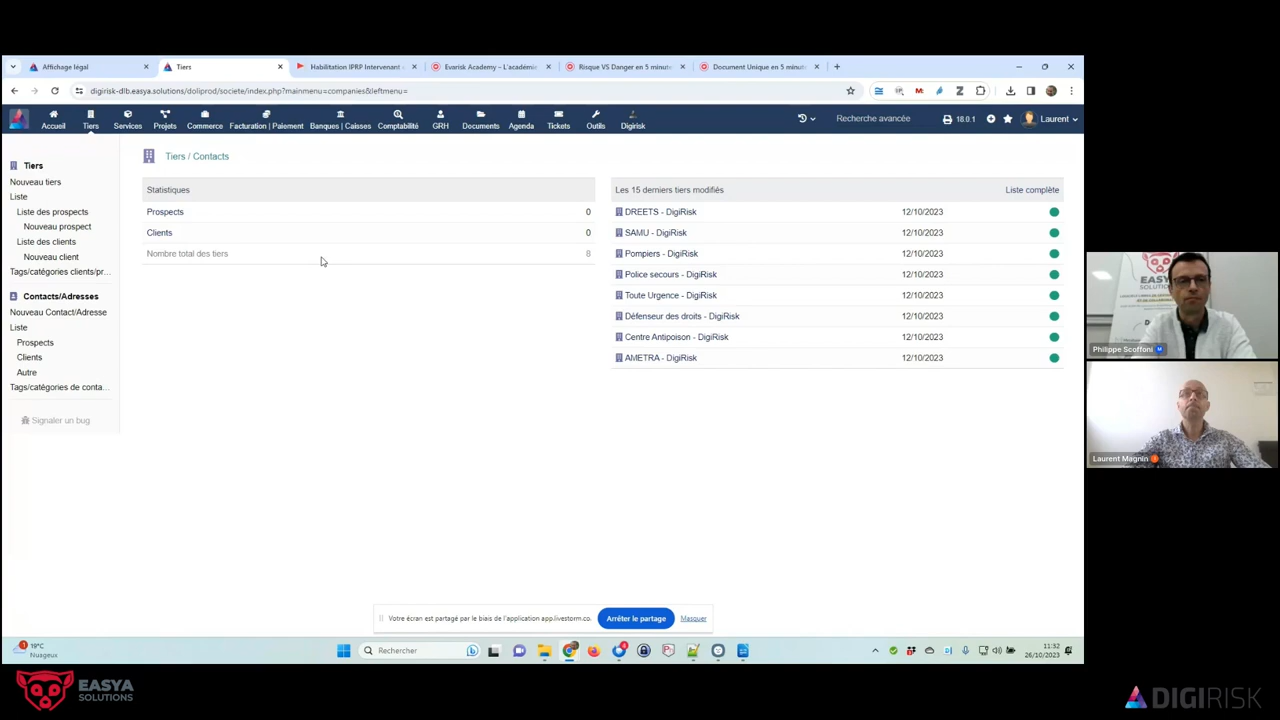 Affichage légal
Tiers
Habilitation IPRP Intervenant
Evarisk Academy – L'académie
Risque VS Danger en 5 minut
Document Unique en 5 minut
digirisk-dlb.easya.solutions/doliprod/societe/index.php?mainmenu=companies&leftmenu=
Accueil
Tiers
Services
Projets
Commerce
Facturation | Paiement
Banques | Caisses
Comptabilité
GRH
Documents
Agenda
Tickets
Outils
Digirisk
Recherche avancée
18.0.1
Laurent
Tiers
Nouveau tiers
Liste
Liste des prospects
Nouveau prospect
Liste des clients
Nouveau client
Tags/catégories clients/pr...
Contacts/Adresses
Nouveau Contact/Adresse
Liste
Prospects
Clients
Autre
Tags/catégories de conta...
Signaler un bug
Tiers / Contacts
Statistiques
Prospects 0
Clients 0
Nombre total des tiers 8
Les 15 derniers tiers modifiés Liste complète
DREETS - DigiRisk 12/10/2023
SAMU - DigiRisk 12/10/2023
Pompiers - DigiRisk 12/10/2023
Police secours - DigiRisk 12/10/2023
Toute Urgence - DigiRisk 12/10/2023
Défenseur des droits - DigiRisk 12/10/2023
Centre Antipoison - DigiRisk 12/10/2023
AMETRA - DigiRisk 12/10/2023
EASYA
SOLUTIONS
Philippe Scoffoni
Laurent Magnin
Votre écran est partagé par le biais de l'application app.livestorm.co.
Arrêter le partage
Masquer
19°C
Nuageux
Rechercher
11:32
26/10/2023
EASYA
SOLUTIONS
DIGIRISK